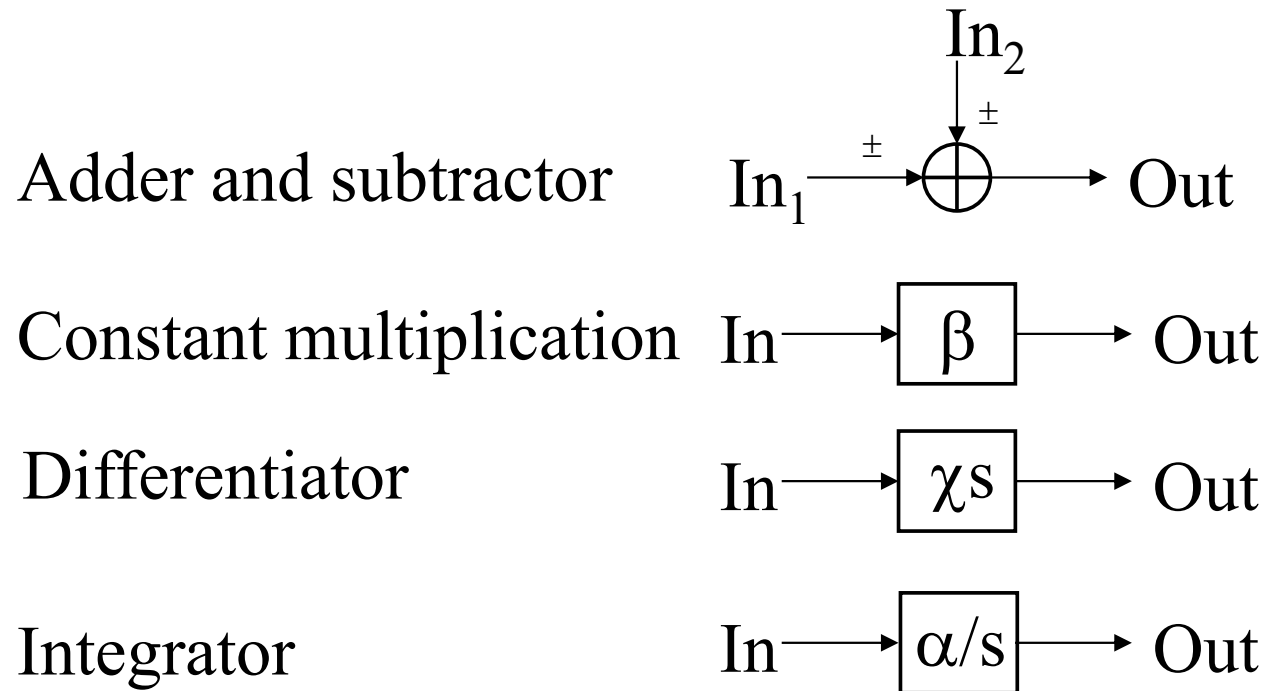 In₂
±
Adder and subtractor In₁ ± Out
Constant multiplication In β Out
Differentiator In χs Out
Integrator In α/s Out